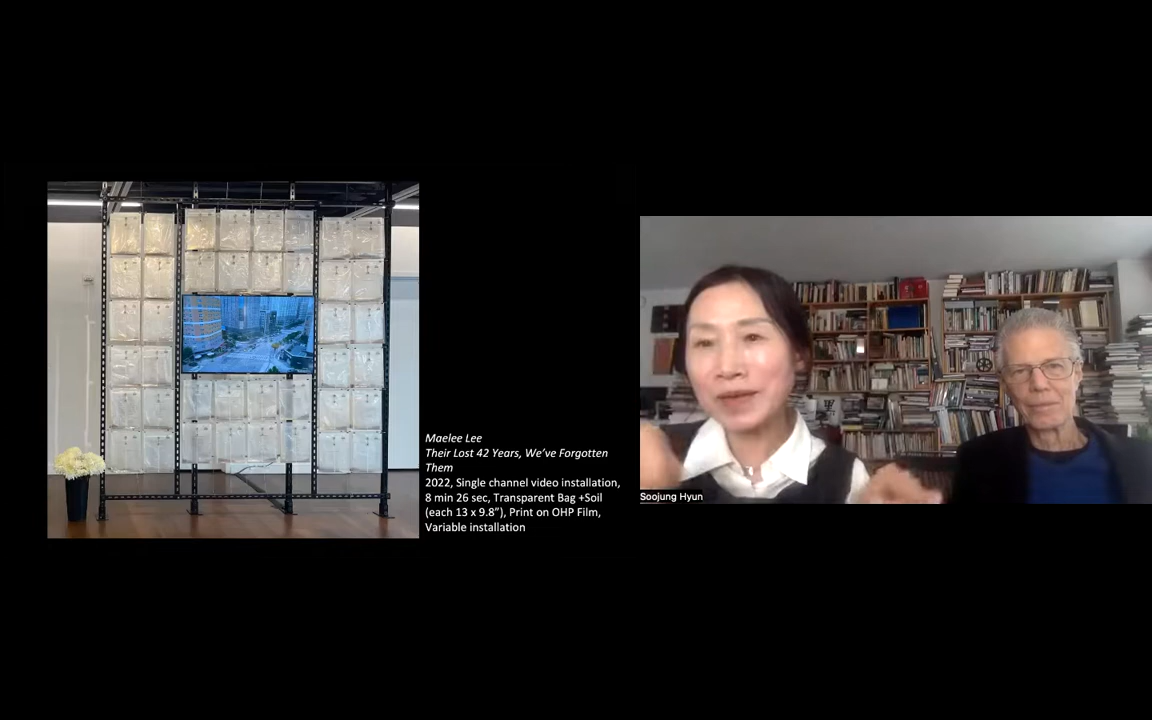 Maelee Lee
Their Lost 42 Years, We've Forgotten
Them
2022, Single channel video installation,
8 min 26 sec, Transparent Bag +Soil
(each 13 x 9.8"), Print on OHP Film,
Variable installation
Soojung Hyun